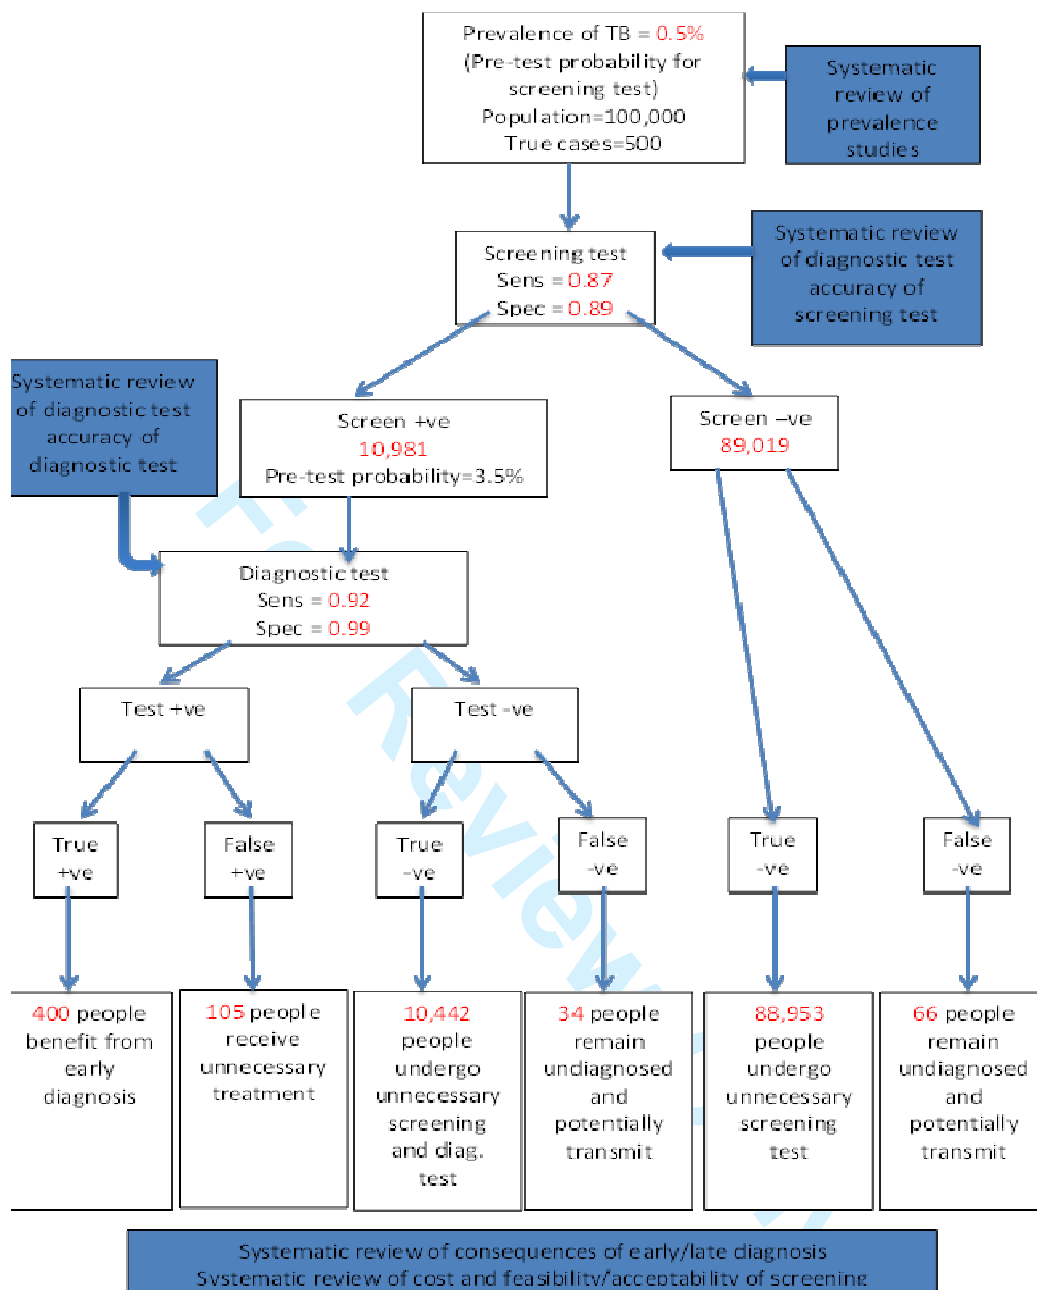 Prevalence of TB = 0.5%
(Pre-test probability for
screening test)
Population=100,000
True cases=500
Systematic
review of
prevalence
studies
Screening test
Sens = 0.87
Spec = 0.89
Systematic review
of diagnostic test
accuracy of
screening test
Systematic review
of diagnostic test
accuracy of
diagnostic test
Screen +ve
10,981
Pre-test probability=3.5%
Screen –ve
89,019
Diagnostic test
Sens = 0.92
Spec = 0.99
Test +ve
Test -ve
True
+ve
False
+ve
True
-ve
False
-ve
True
-ve
False
-ve
400 people
benefit from
early
diagnosis
105 people
receive
unnecessary
treatment
10,442
people
undergo
unnecessary
screening
and diag.
test
34 people
remain
undiagnosed
and
potentially
transmit
88,953
people
undergo
unnecessary
screening
test
66 people
remain
undiagnosed
and
potentially
transmit
Systematic review of consequences of early/late diagnosis
Systematic review of cost and feasibility/acceptability of screening
Review